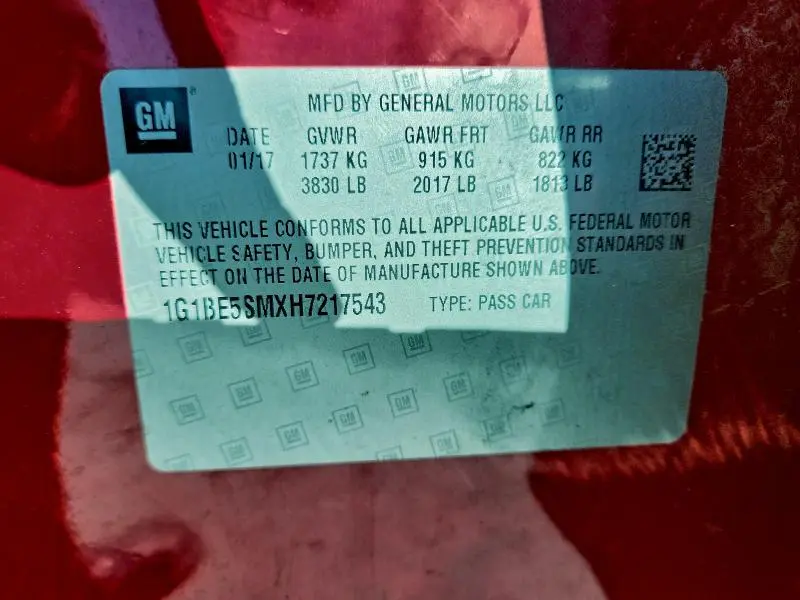 GM
MFD BY GENERAL MOTORS LLC
DATE GVWR GAWR FRT GAWR RR
01/17 1737 KG 915 KG 822 KG
3830 LB 2017 LB 1813 LB
THIS VEHICLE CONFORMS TO ALL APPLICABLE U.S. FEDERAL MOTOR
VEHICLE SAFETY, BUMPER, AND THEFT PREVENTION STANDARDS IN
EFFECT ON THE DATE OF MANUFACTURE SHOWN ABOVE.
1G1BE5SMXH7217543 TYPE: PASS CAR